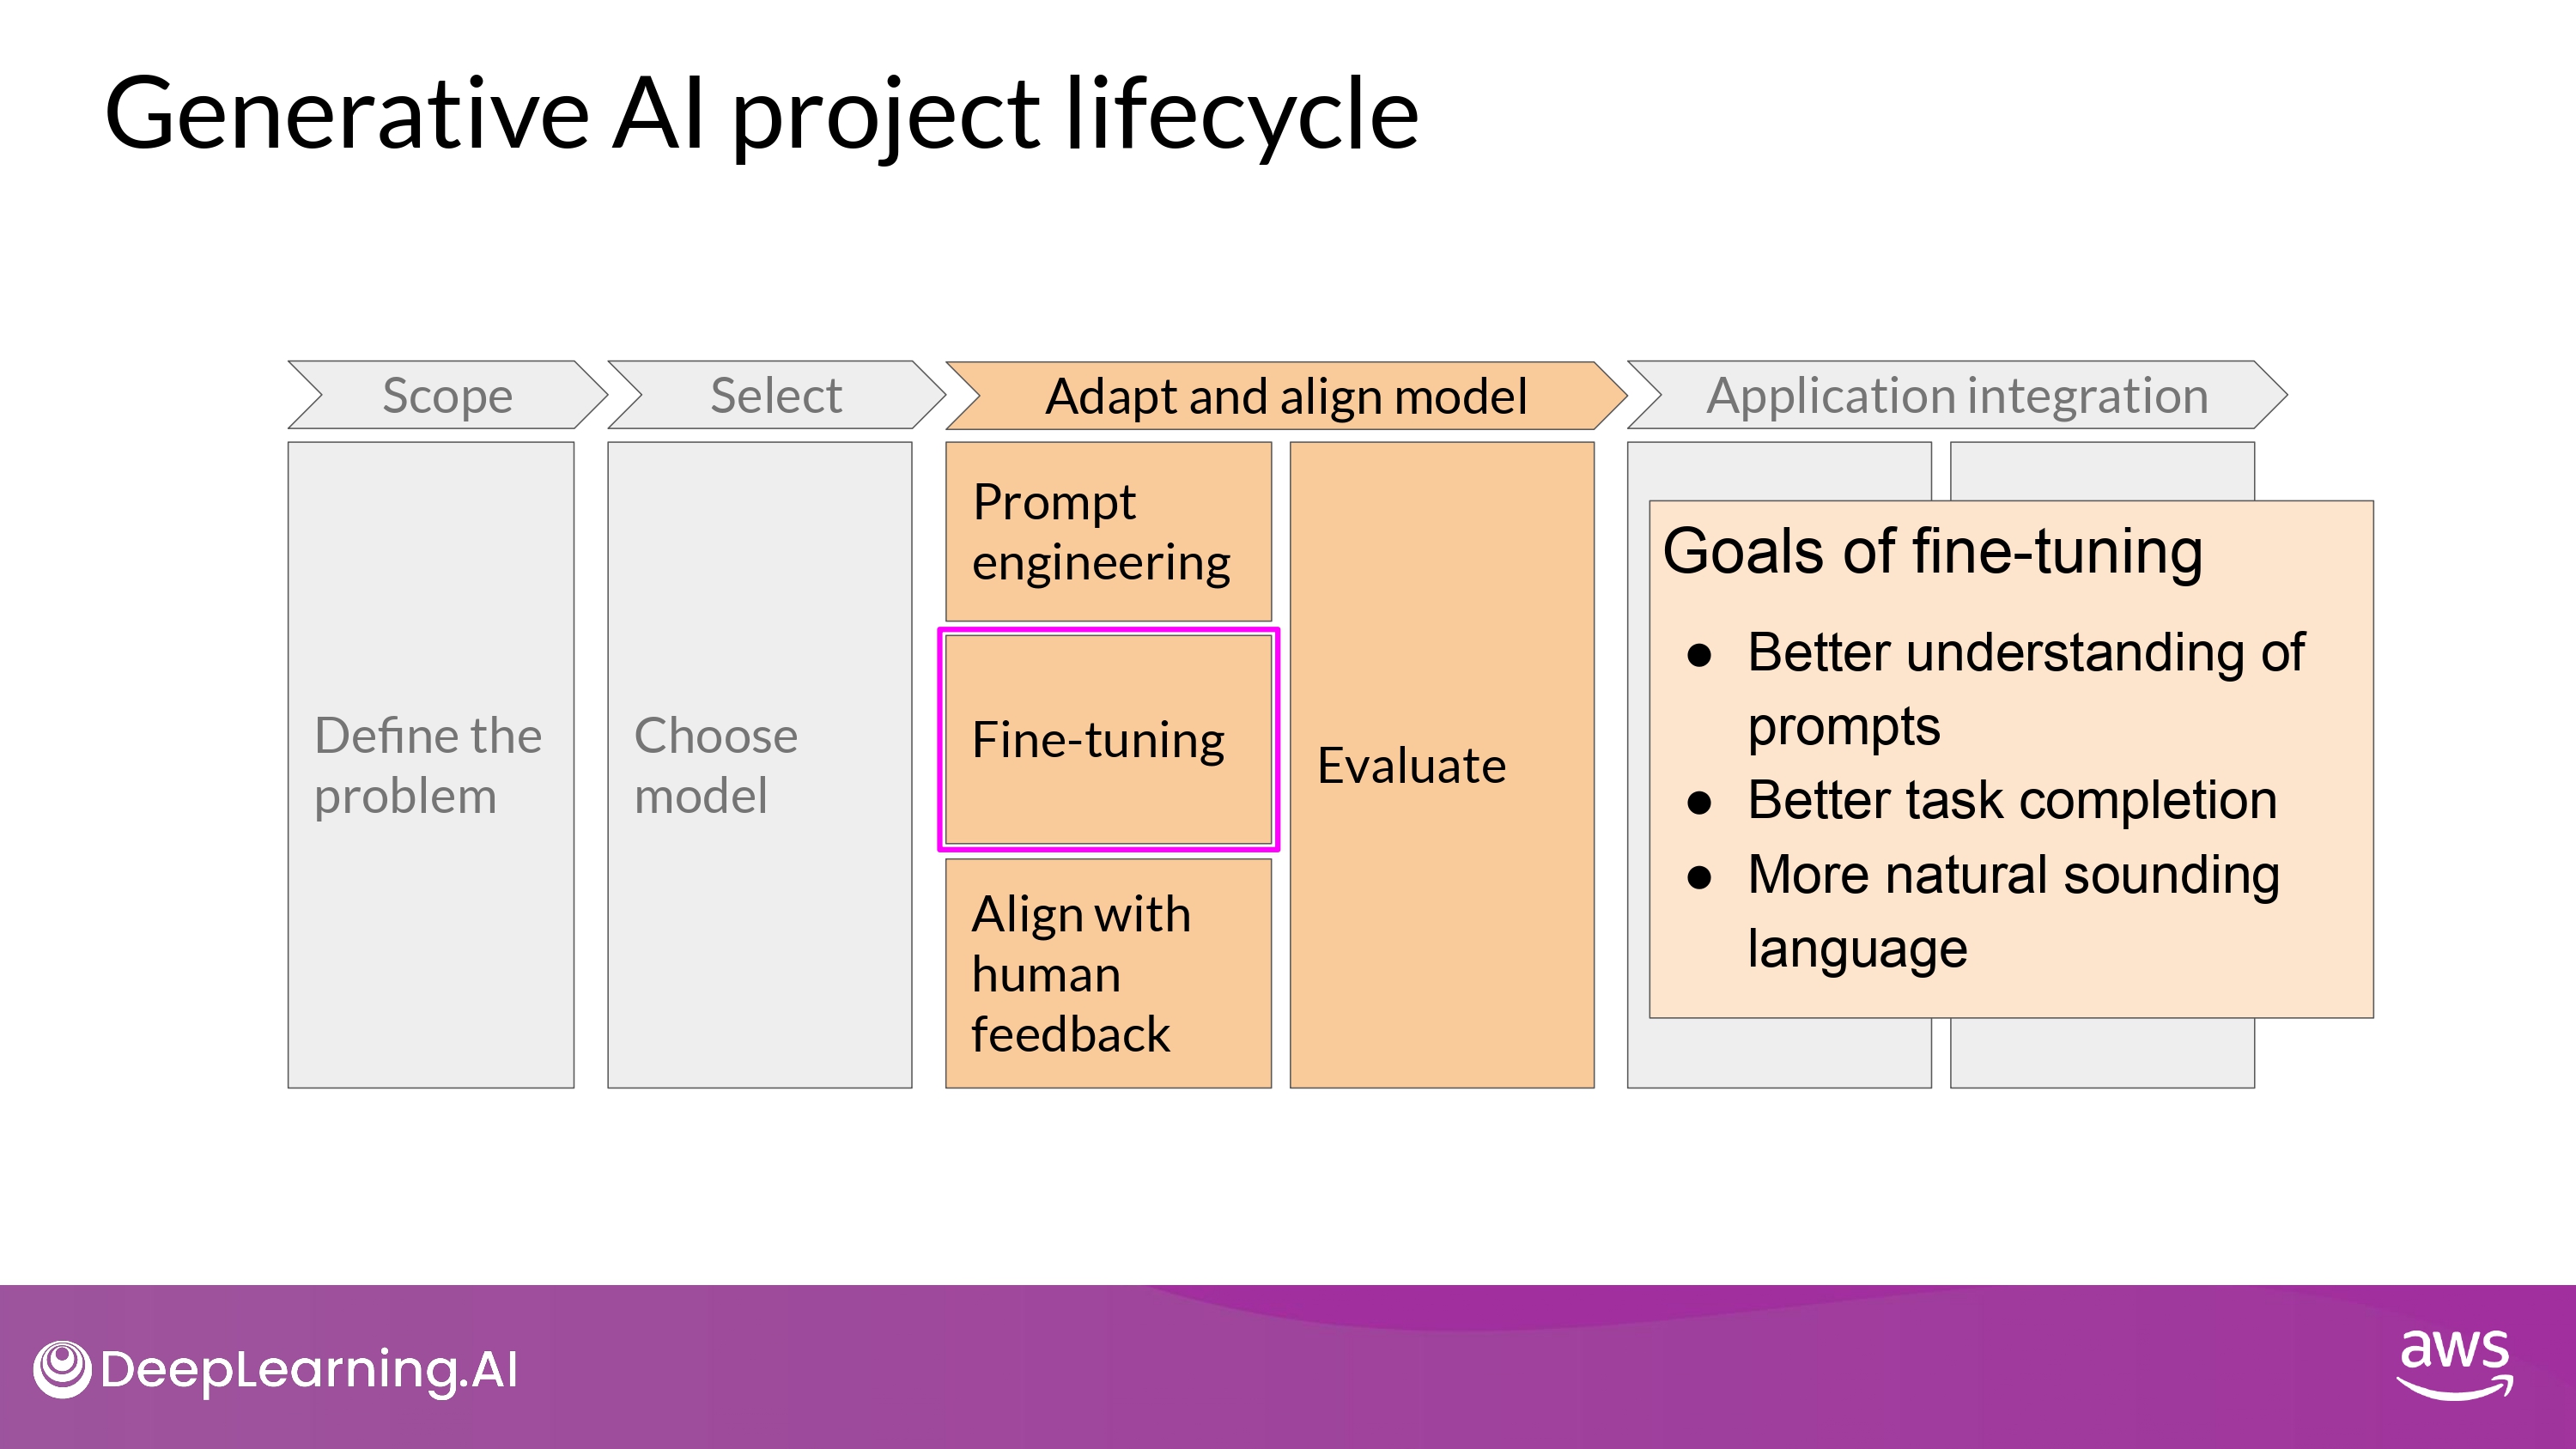 Generative AI project lifecycle
Scope
Select
Adapt and align model
Application integration
Define the
problem
Choose
model
Prompt
engineering
Fine-tuning
Align with
human
feedback
Evaluate
Goals of fine-tuning
● Better understanding of
prompts
● Better task completion
● More natural sounding
language
DeepLearning.AI
aws